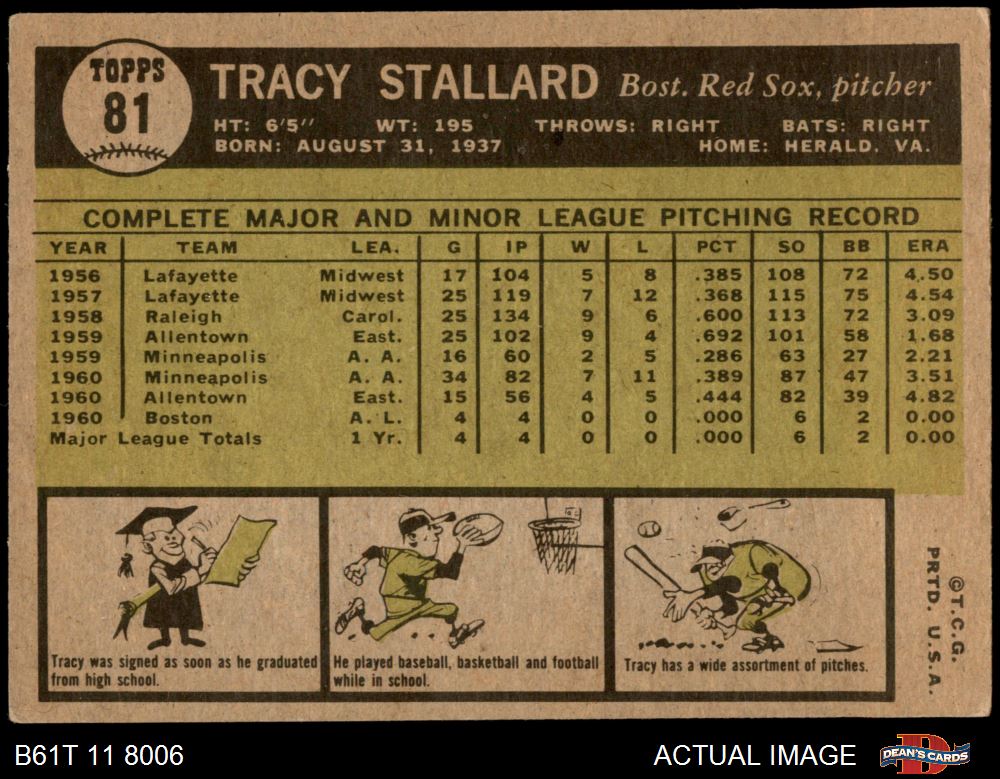 TOPPS
81
TRACY STALLARD Bost. Red Sox, pitcher
HT: 6'5" WT: 195 THROWS: RIGHT BATS: RIGHT
BORN: AUGUST 31, 1937 HOME: HERALD, VA.
COMPLETE MAJOR AND MINOR LEAGUE PITCHING RECORD
YEAR TEAM LEA. G IP W L PCT SO BB ERA
1956 Lafayette Midwest 17 104 5 8 .385 108 72 4.50
1957 Lafayette Midwest 25 119 7 12 .368 115 75 4.54
1958 Raleigh Carol. 25 134 9 6 .600 113 72 3.09
1959 Allentown East. 25 102 9 4 .692 101 58 1.68
1959 Minneapolis A. A. 16 60 2 5 .286 63 27 2.21
1960 Minneapolis A. A. 34 82 7 11 .389 87 47 3.51
1960 Allentown East. 15 56 4 5 .444 82 39 4.82
1960 Boston A. L. 4 4 0 0 .000 6 2 0.00
Major League Totals 1 Yr. 4 4 0 0 .000 6 2 0.00
Tracy was signed as soon as he graduated
from high school.
He played baseball, basketball and football
while in school.
Tracy has a wide assortment of pitches.
©T.C.G.
PRTD. U.S.A.
B61T 11 8006
ACTUAL IMAGE
DEAN'S CARDS